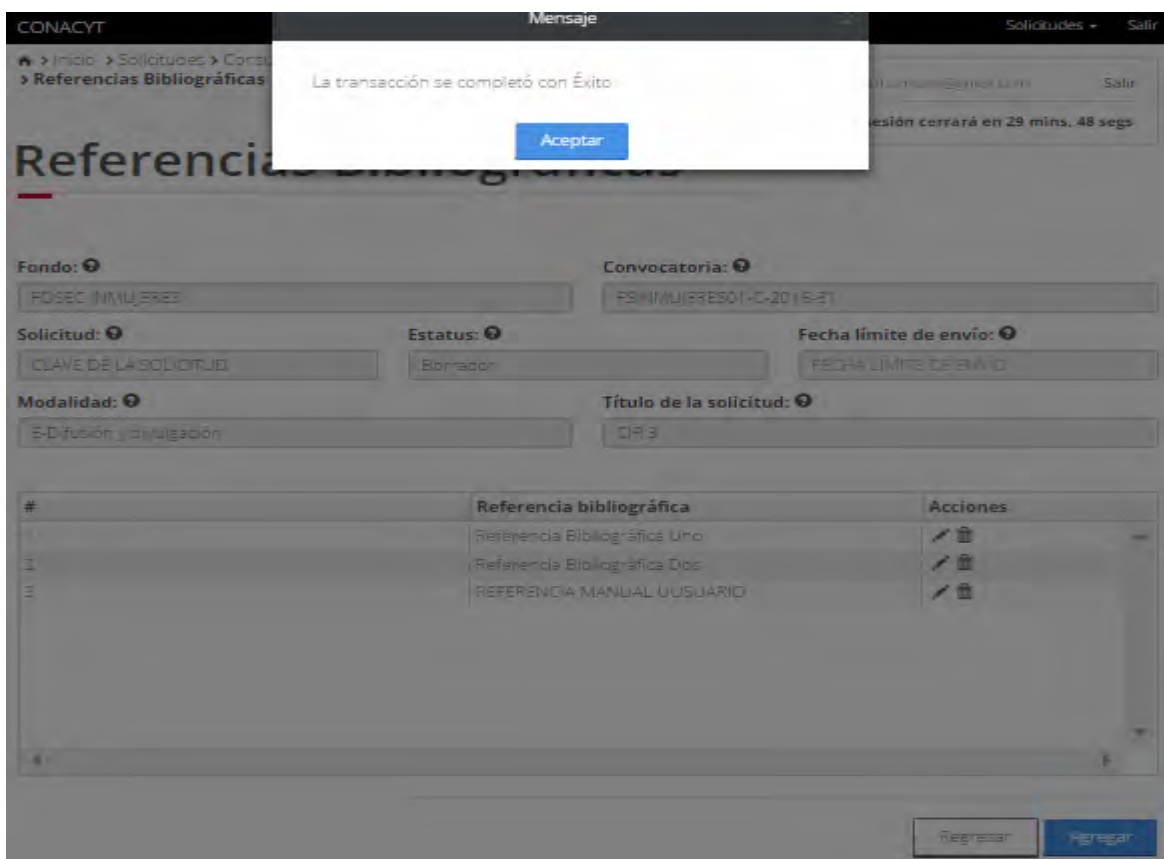 CONACYT
Mensaje
Solicitudes
Salir
> Inicio > Solicitudes >
> Referencias Bibliográficas
La transacción se completó con Éxito
Salir
sesión cerrará en 29 mins. 48 segs
Aceptar
Referencias Bibliográficas
Fondo:
Convocatoria:
FOSEC INMUJERES
Solicitud:
Estatus:
Fecha límite de envío:
CLAVE DE LA SOLICITUD
Borrador
FECHA LIMITE DE ENVIO
Modalidad:
Título de la solicitud:
E-Difusión y divulgación
#
Referencia bibliográfica
Acciones
1
Referencia Bibliográfica Uno
2
Referencia Bibliográfica Dos
3
REFERENCIA MANUAL UUSUARIO
Regresar
Agregar